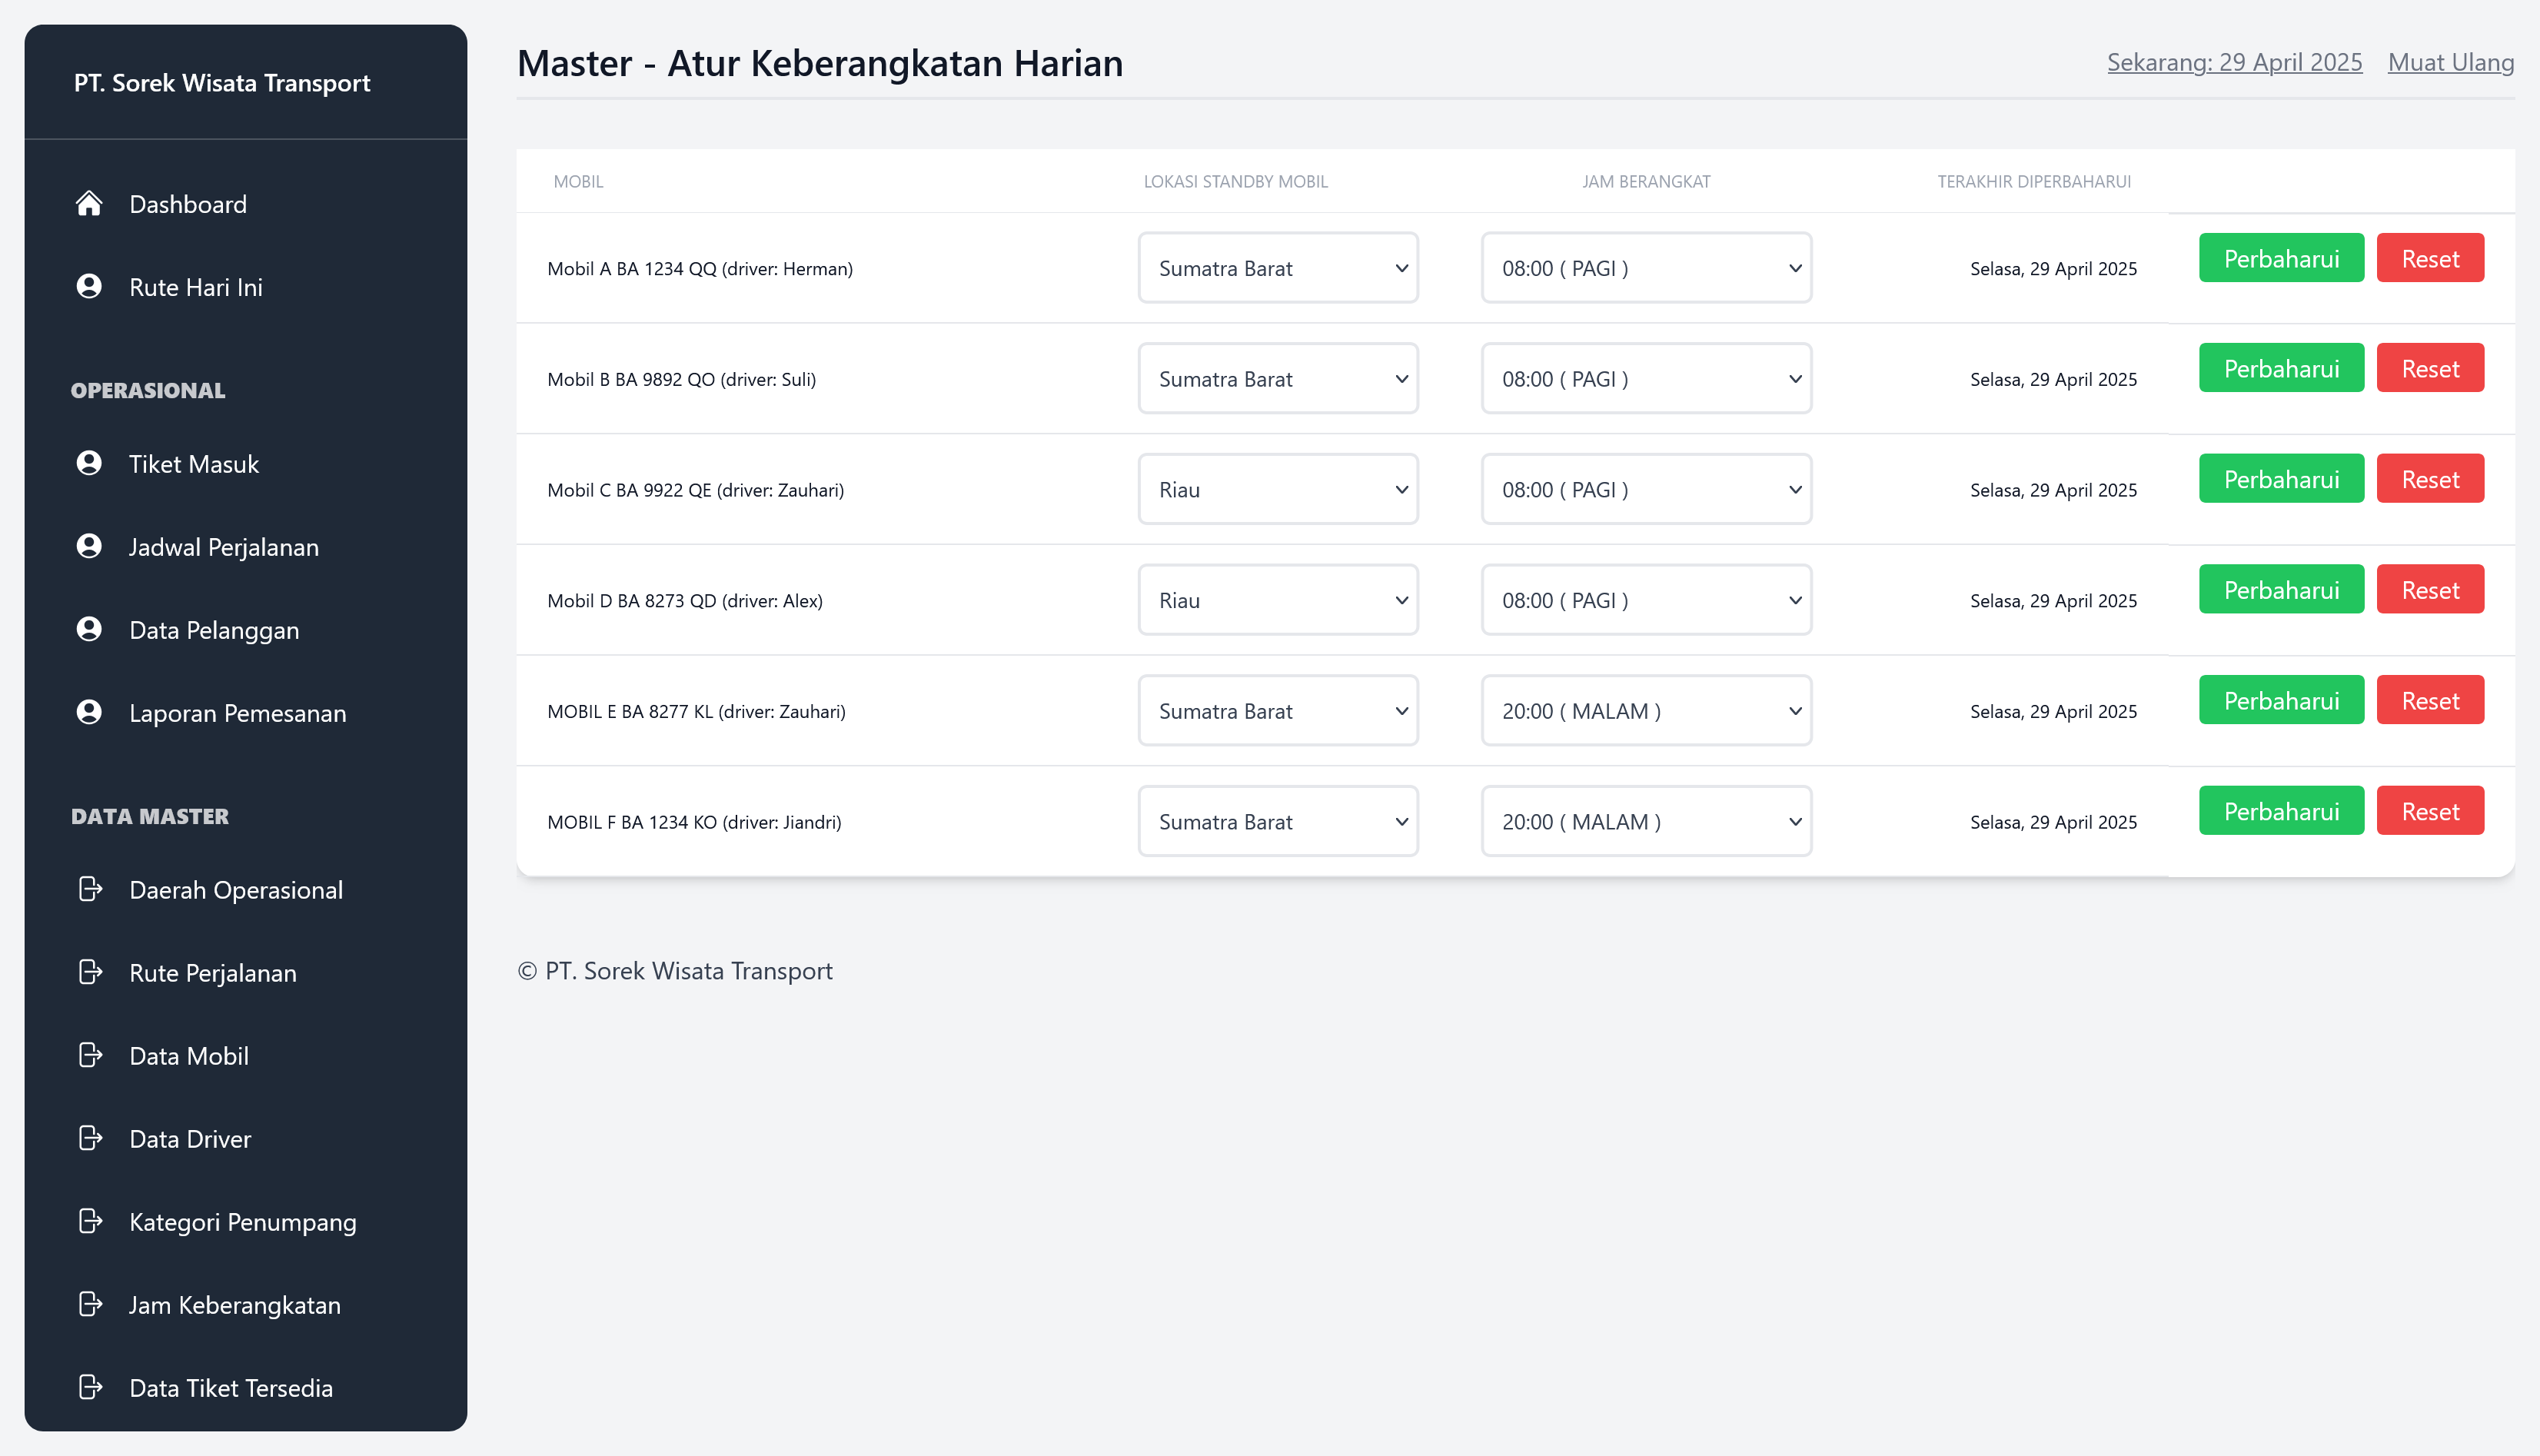 PT. Sorek Wisata Transport
Dashboard
Rute Hari Ini
OPERASIONAL
Tiket Masuk
Jadwal Perjalanan
Data Pelanggan
Laporan Pemesanan
DATA MASTER
Daerah Operasional
Rute Perjalanan
Data Mobil
Data Driver
Kategori Penumpang
Jam Keberangkatan
Data Tiket Tersedia
Master - Atur Keberangkatan Harian
Sekarang: 29 April 2025 Muat Ulang
MOBIL LOKASI STANDBY MOBIL JAM BERANGKAT TERAKHIR DIPERBAHARUI
Mobil A BA 1234 QQ (driver: Herman) Sumatra Barat 08:00 ( PAGI ) Selasa, 29 April 2025 Perbaharui Reset
Mobil B BA 9892 QO (driver: Suli) Sumatra Barat 08:00 ( PAGI ) Selasa, 29 April 2025 Perbaharui Reset
Mobil C BA 9922 QE (driver: Zauhari) Riau 08:00 ( PAGI ) Selasa, 29 April 2025 Perbaharui Reset
Mobil D BA 8273 QD (driver: Alex) Riau 08:00 ( PAGI ) Selasa, 29 April 2025 Perbaharui Reset
MOBIL E BA 8277 KL (driver: Zauhari) Sumatra Barat 20:00 ( MALAM ) Selasa, 29 April 2025 Perbaharui Reset
MOBIL F BA 1234 KO (driver: Jiandri) Sumatra Barat 20:00 ( MALAM ) Selasa, 29 April 2025 Perbaharui Reset
© PT. Sorek Wisata Transport